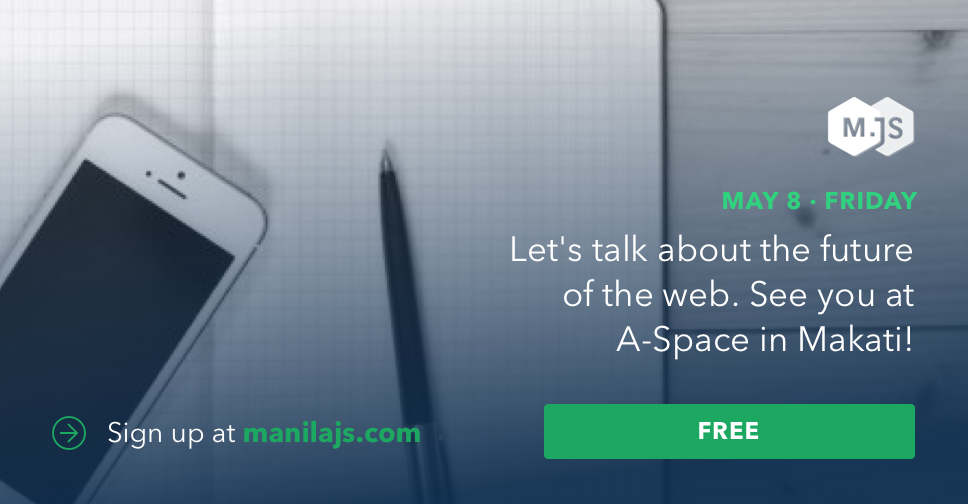 M.JS
MAY 8 · FRIDAY
Let's talk about the future
of the web. See you at
A-Space in Makati!
Sign up at manilajs.com
FREE